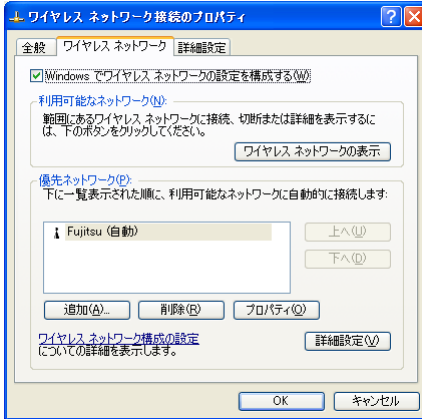 ワイヤレス ネットワーク接続のプロパティ
全般 ワイヤレス ネットワーク 詳細設定
Windows でワイヤレス ネットワークの設定を構成する(W)
利用可能なネットワーク(N):
範囲にあるワイヤレス ネットワークに接続、切断または詳細を表示するに
は、下のボタンをクリックしてください。
ワイヤレス ネットワークの表示
優先ネットワーク(P):
下に一覧表示された順に、利用可能なネットワークに自動的に接続します:
Fujitsu (自動)
上へ(U)
下へ(D)
追加(A)... 削除(R) プロパティ(O)
ワイヤレス ネットワーク構成の設定
についての詳細を表示します。
詳細設定(V)
OK キャンセル